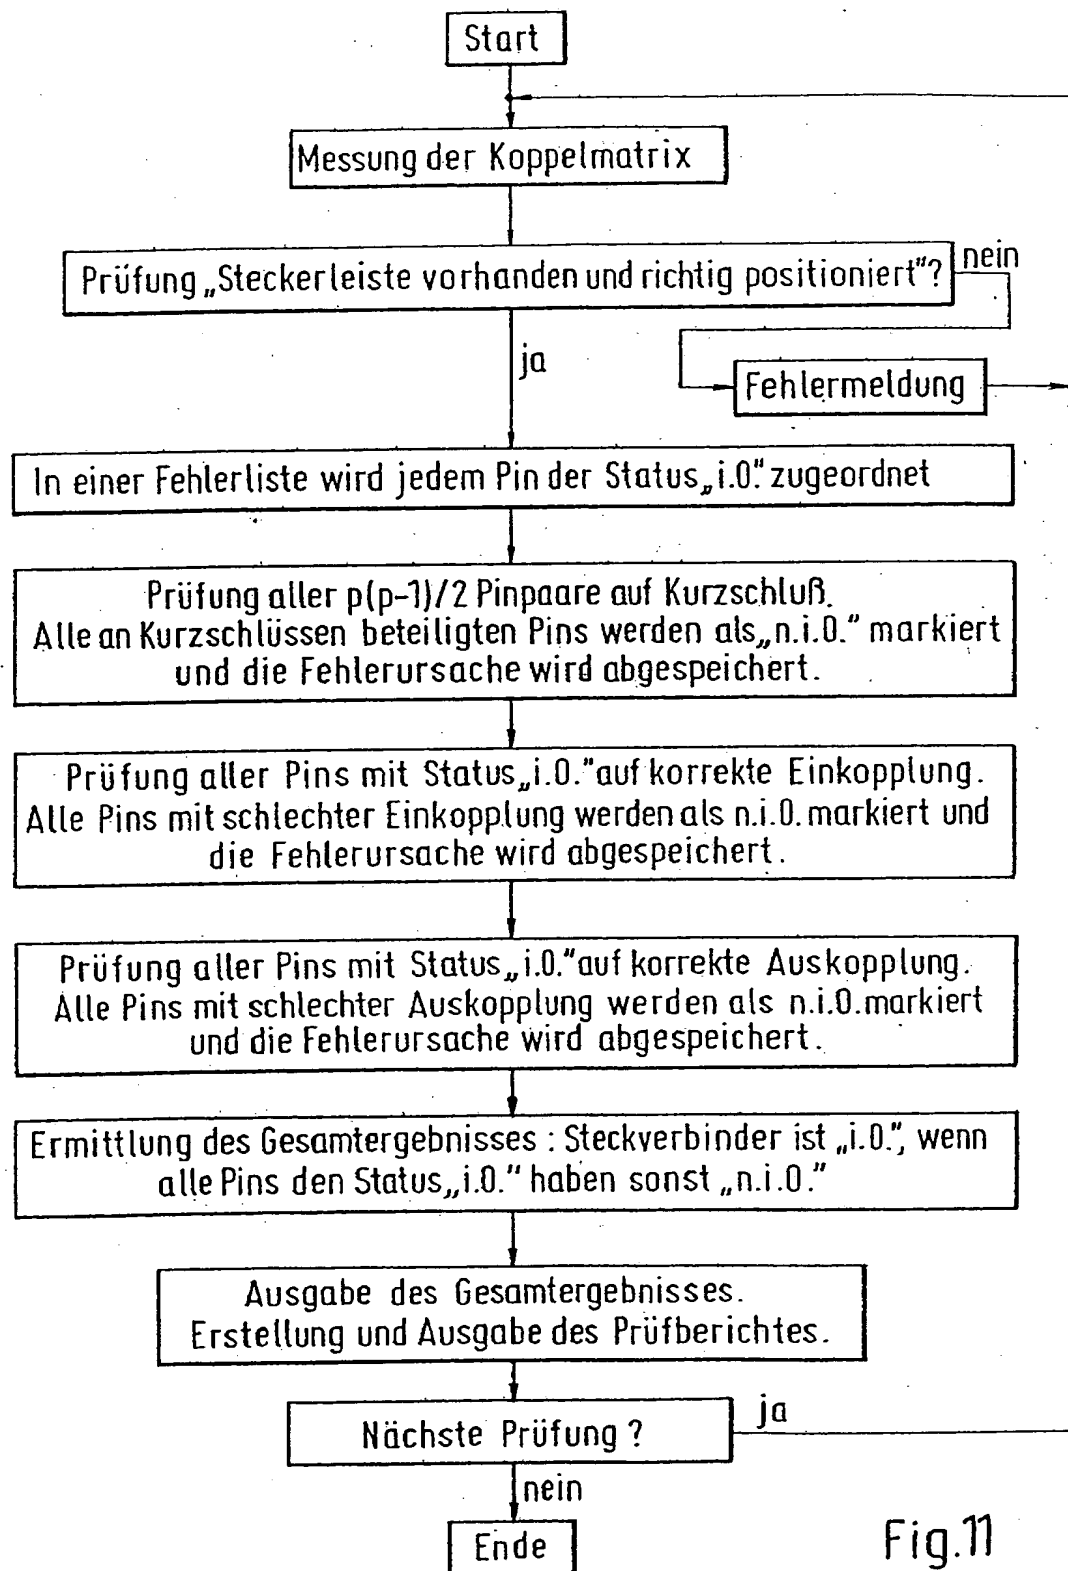 Start
Messung der Koppelmatrix
Prüfung „Steckerleiste vorhanden und richtig positioniert"?
nein
ja
Fehlermeldung
In einer Fehlerliste wird jedem Pin der Status „i.O." zugeordnet
Prüfung aller p(p-1)/2 Pinpaare auf Kurzschluß.
Alle an Kurzschlüssen beteiligten Pins werden als „n.i.O." markiert
und die Fehlerursache wird abgespeichert.
Prüfung aller Pins mit Status „i.O." auf korrekte Einkopplung.
Alle Pins mit schlechter Einkopplung werden als n.i.O. markiert und
die Fehlerursache wird abgespeichert.
Prüfung aller Pins mit Status „i.O." auf korrekte Auskopplung.
Alle Pins mit schlechter Auskopplung werden als n.i.O. markiert
und die Fehlerursache wird abgespeichert.
Ermittlung des Gesamtergebnisses : Steckverbinder ist „i.O.", wenn
alle Pins den Status „i.O." haben sonst „n.i.O."
Ausgabe des Gesamtergebnisses.
Erstellung und Ausgabe des Prüfberichtes.
Nächste Prüfung ?
ja
nein
Ende
Fig.11